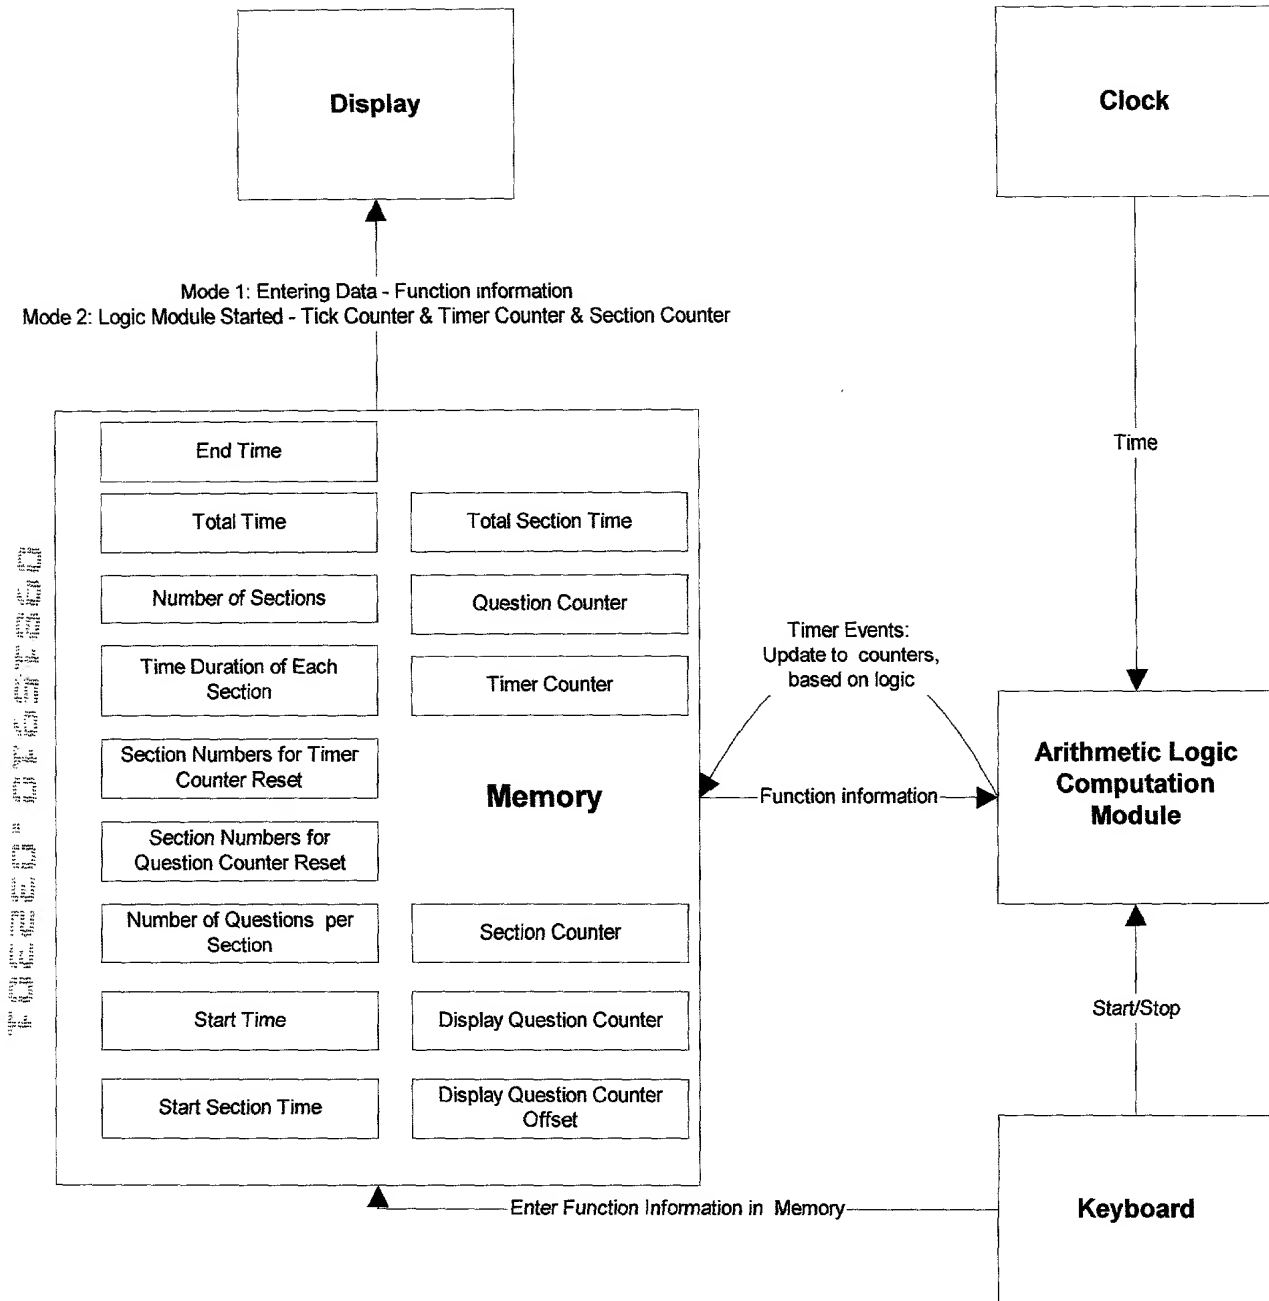 Display
Clock
Mode 1: Entering Data - Function information
Mode 2: Logic Module Started - Tick Counter & Timer Counter & Section Counter
End Time
Total Time
Total Section Time
Number of Sections
Question Counter
Time Duration of Each
Section
Timer Counter
Section Numbers for Timer
Counter Reset
Memory
Section Numbers for
Question Counter Reset
Number of Questions per
Section
Section Counter
Start Time
Display Question Counter
Start Section Time
Display Question Counter
Offset
Time
Timer Events:
Update to counters,
based on logic
Function information
Arithmetic Logic
Computation
Module
Start/Stop
Enter Function Information in Memory
Keyboard